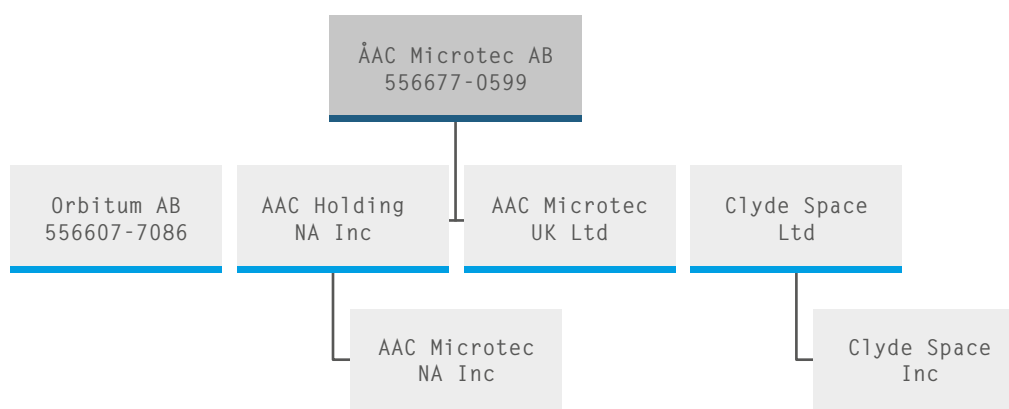 ÅAC Microtec AB
556677-0599
Orbitum AB
556607-7086
AAC Holding
NA Inc
AAC Microtec
UK Ltd
Clyde Space
Ltd
AAC Microtec
NA Inc
Clyde Space
Inc